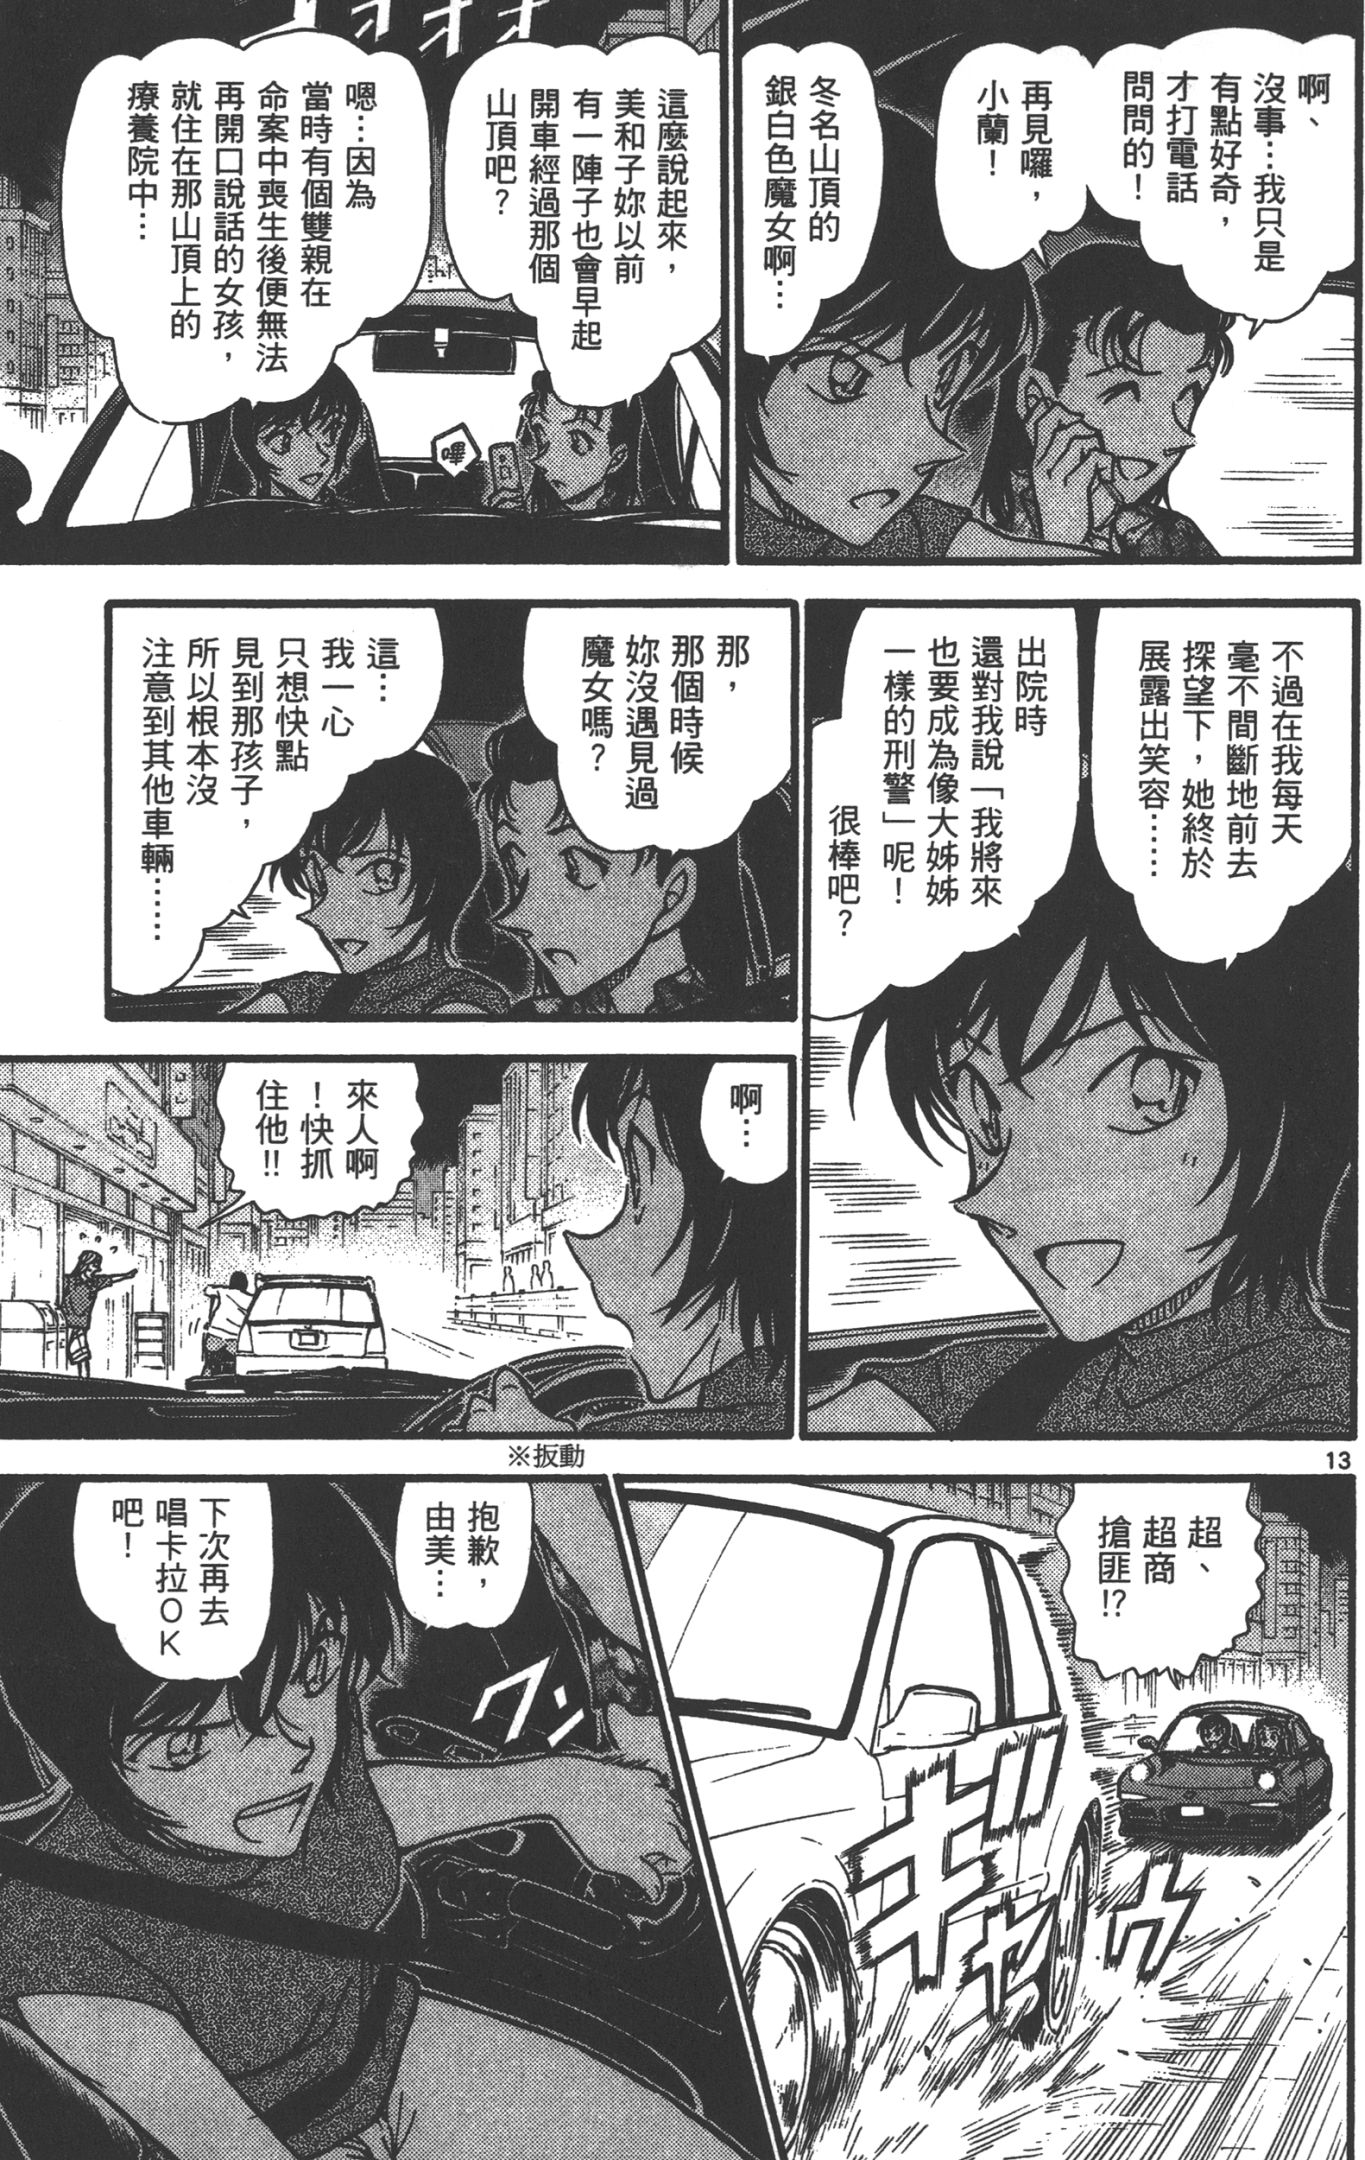 啊、
沒事…我只是
有點好奇，
才打電話
問問的！
再見囉，
小蘭！
冬名山頂的
銀白色魔女啊…
ゴオオオ
這麼說起來，
美和子妳以前
有一陣子也會早起
開車經過那個
山頂吧？
嗶
嗯…因為
當時有個雙親在
命案中喪生後便無法
再開口說話的女孩，
就住在那山頂上的
療養院中…
不過在我每天
毫不間斷地前去
探望下，她終於
展露出笑容……
出院時
還對我說「我將來
也要成為像大姊姊
一樣的刑警」呢！
很棒吧？
那，
那個時候
妳沒遇見過
魔女嗎？
這…
我一心
只想快點
見到那孩子，
所以根本沒
注意到其他車輛……
啊…
來人啊
！快抓
住他!!
※扳動
13
超、
超商
搶匪!?
ギャウ
抱歉，
由美…
グン
下次再去
唱卡拉OK
吧！